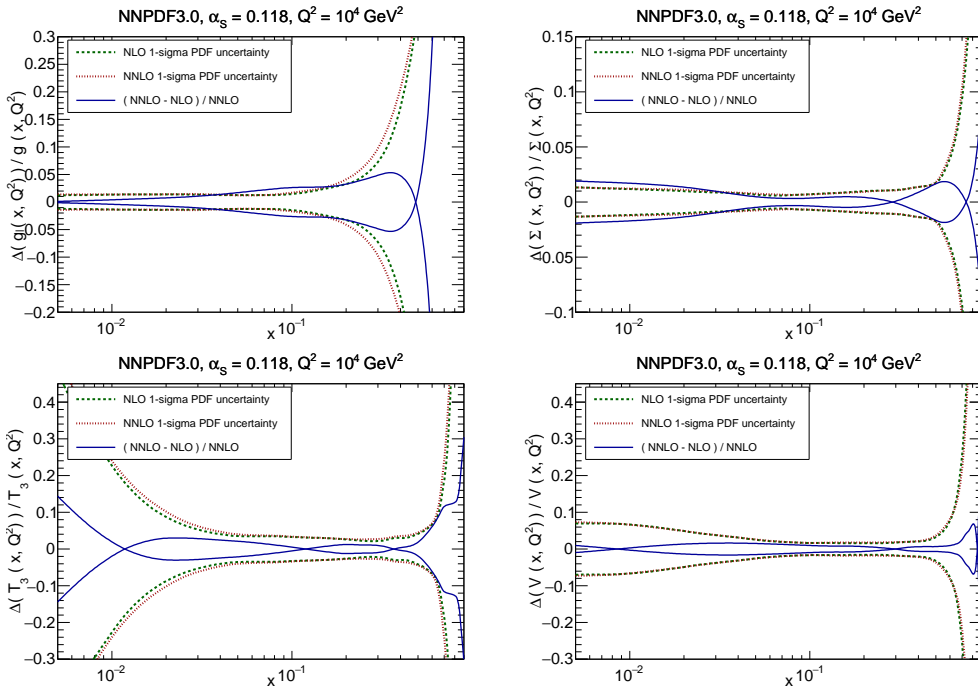 NNPDF3.0, α_S = 0.118, Q² = 10⁴ GeV²
NLO 1-sigma PDF uncertainty
NNLO 1-sigma PDF uncertainty
( NNLO - NLO ) / NNLO
Δ( g ( x, Q²) ) / g ( x, Q²)
0.3
0.25
0.2
0.15
0.1
0.05
0
−0.05
−0.1
−0.15
−0.2
10⁻²
10⁻¹
x
NNPDF3.0, α_S = 0.118, Q² = 10⁴ GeV²
NLO 1-sigma PDF uncertainty
NNLO 1-sigma PDF uncertainty
( NNLO - NLO ) / NNLO
Δ( Σ ( x, Q²) ) / Σ ( x, Q²)
0.15
0.1
0.05
0
−0.05
−0.1
10⁻²
10⁻¹
x
NNPDF3.0, α_S = 0.118, Q² = 10⁴ GeV²
NLO 1-sigma PDF uncertainty
NNLO 1-sigma PDF uncertainty
( NNLO - NLO ) / NNLO
Δ( T₃ ( x, Q²) ) / T₃ ( x, Q²)
0.4
0.3
0.2
0.1
0
−0.1
−0.2
−0.3
10⁻²
10⁻¹
x
NNPDF3.0, α_S = 0.118, Q² = 10⁴ GeV²
NLO 1-sigma PDF uncertainty
NNLO 1-sigma PDF uncertainty
( NNLO - NLO ) / NNLO
Δ( V ( x, Q²) ) / V ( x, Q²)
0.4
0.3
0.2
0.1
0
−0.1
−0.2
−0.3
10⁻²
10⁻¹
x